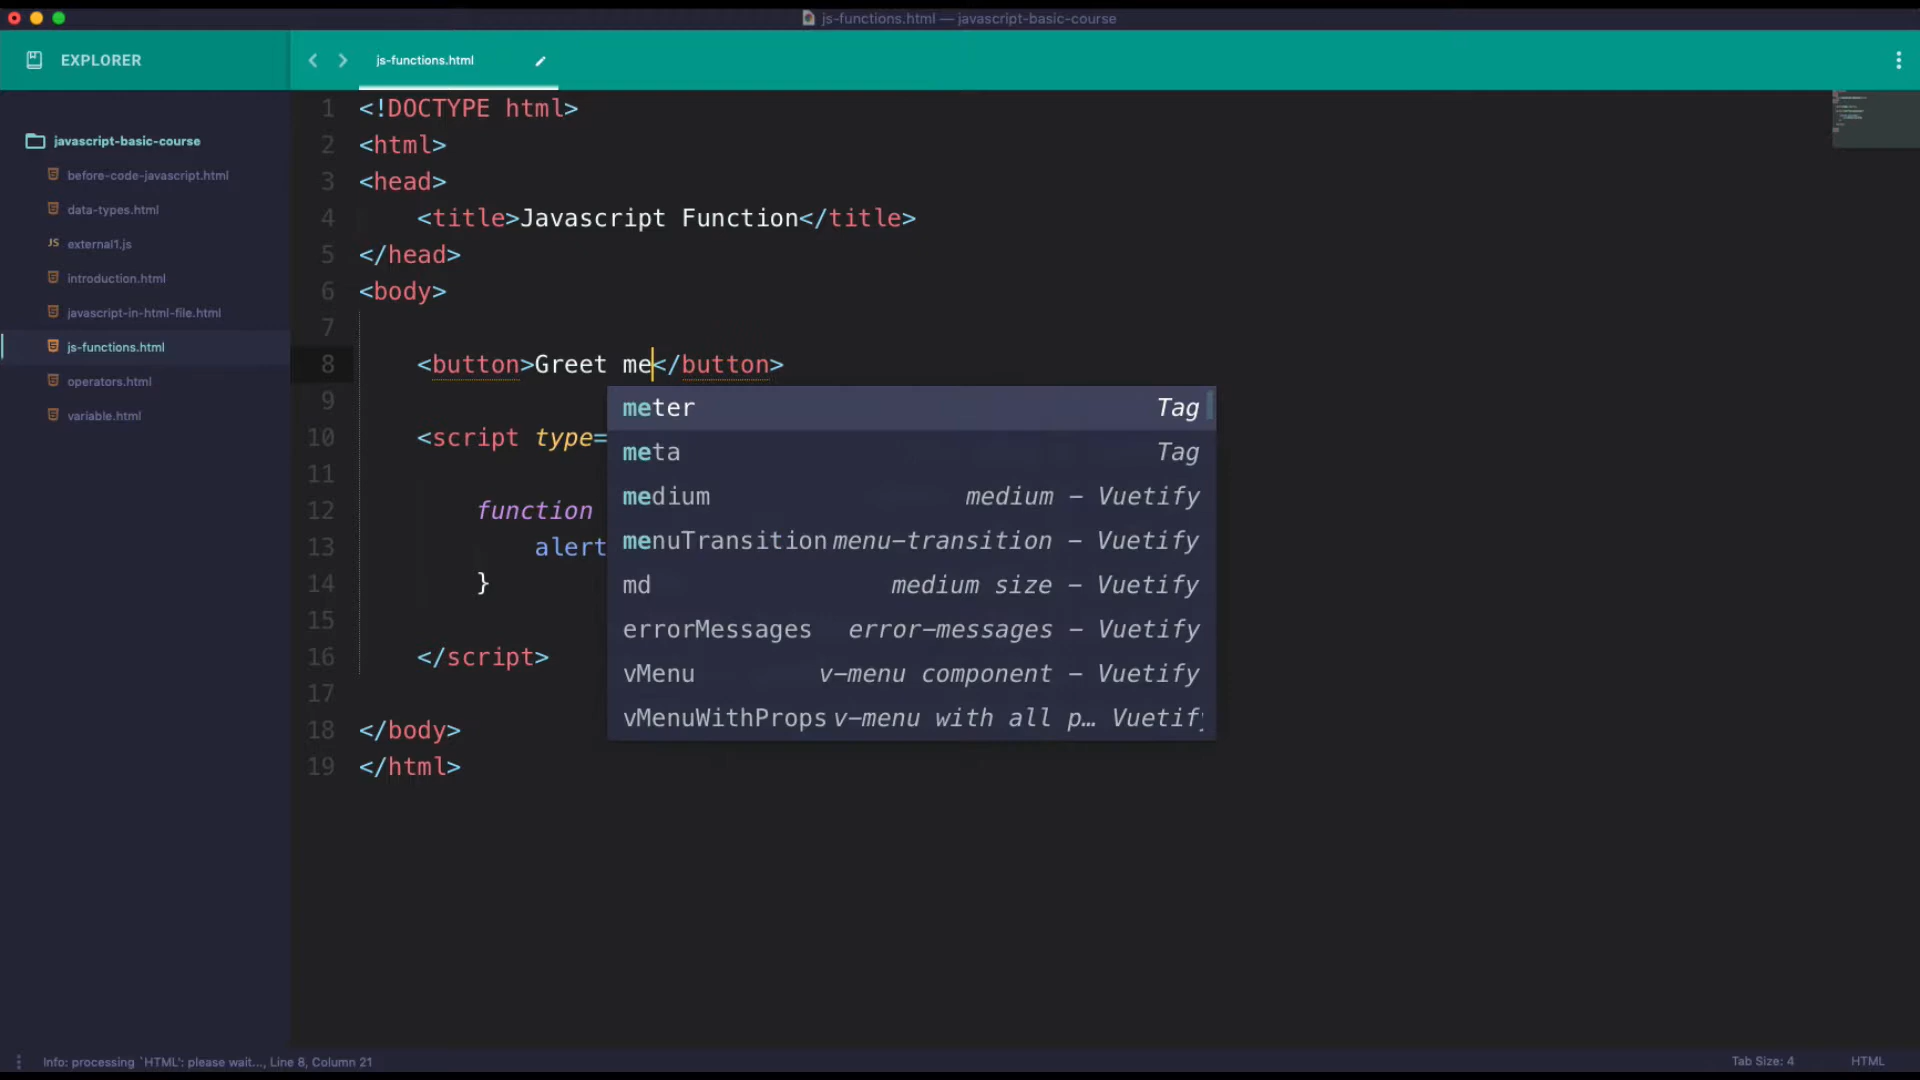 js-functions.html — javascript-basic-course
EXPLORER
js-functions.html
javascript-basic-course
before-code-javascript.html
data-types.html
JS external1.js
introduction.html
javascript-in-html-file.html
js-functions.html
operators.html
variable.html
1 <!DOCTYPE html>
2 <html>
3 <head>
4 <title>Javascript Function</title>
5 </head>
6 <body>
7
8 <button>Greet me</button>
9
10 <script type=
11
12 function
13 alert
14 }
15
16 </script>
17
18 </body>
19 </html>
meter Tag
meta Tag
medium medium – Vuetify
menuTransition menu-transition – Vuetify
md medium size – Vuetify
errorMessages error-messages – Vuetify
vMenu v-menu component – Vuetify
vMenuWithProps v-menu with all p… Vuetify
Info: processing `HTML': please wait..., Line 8, Column 21
Tab Size: 4
HTML